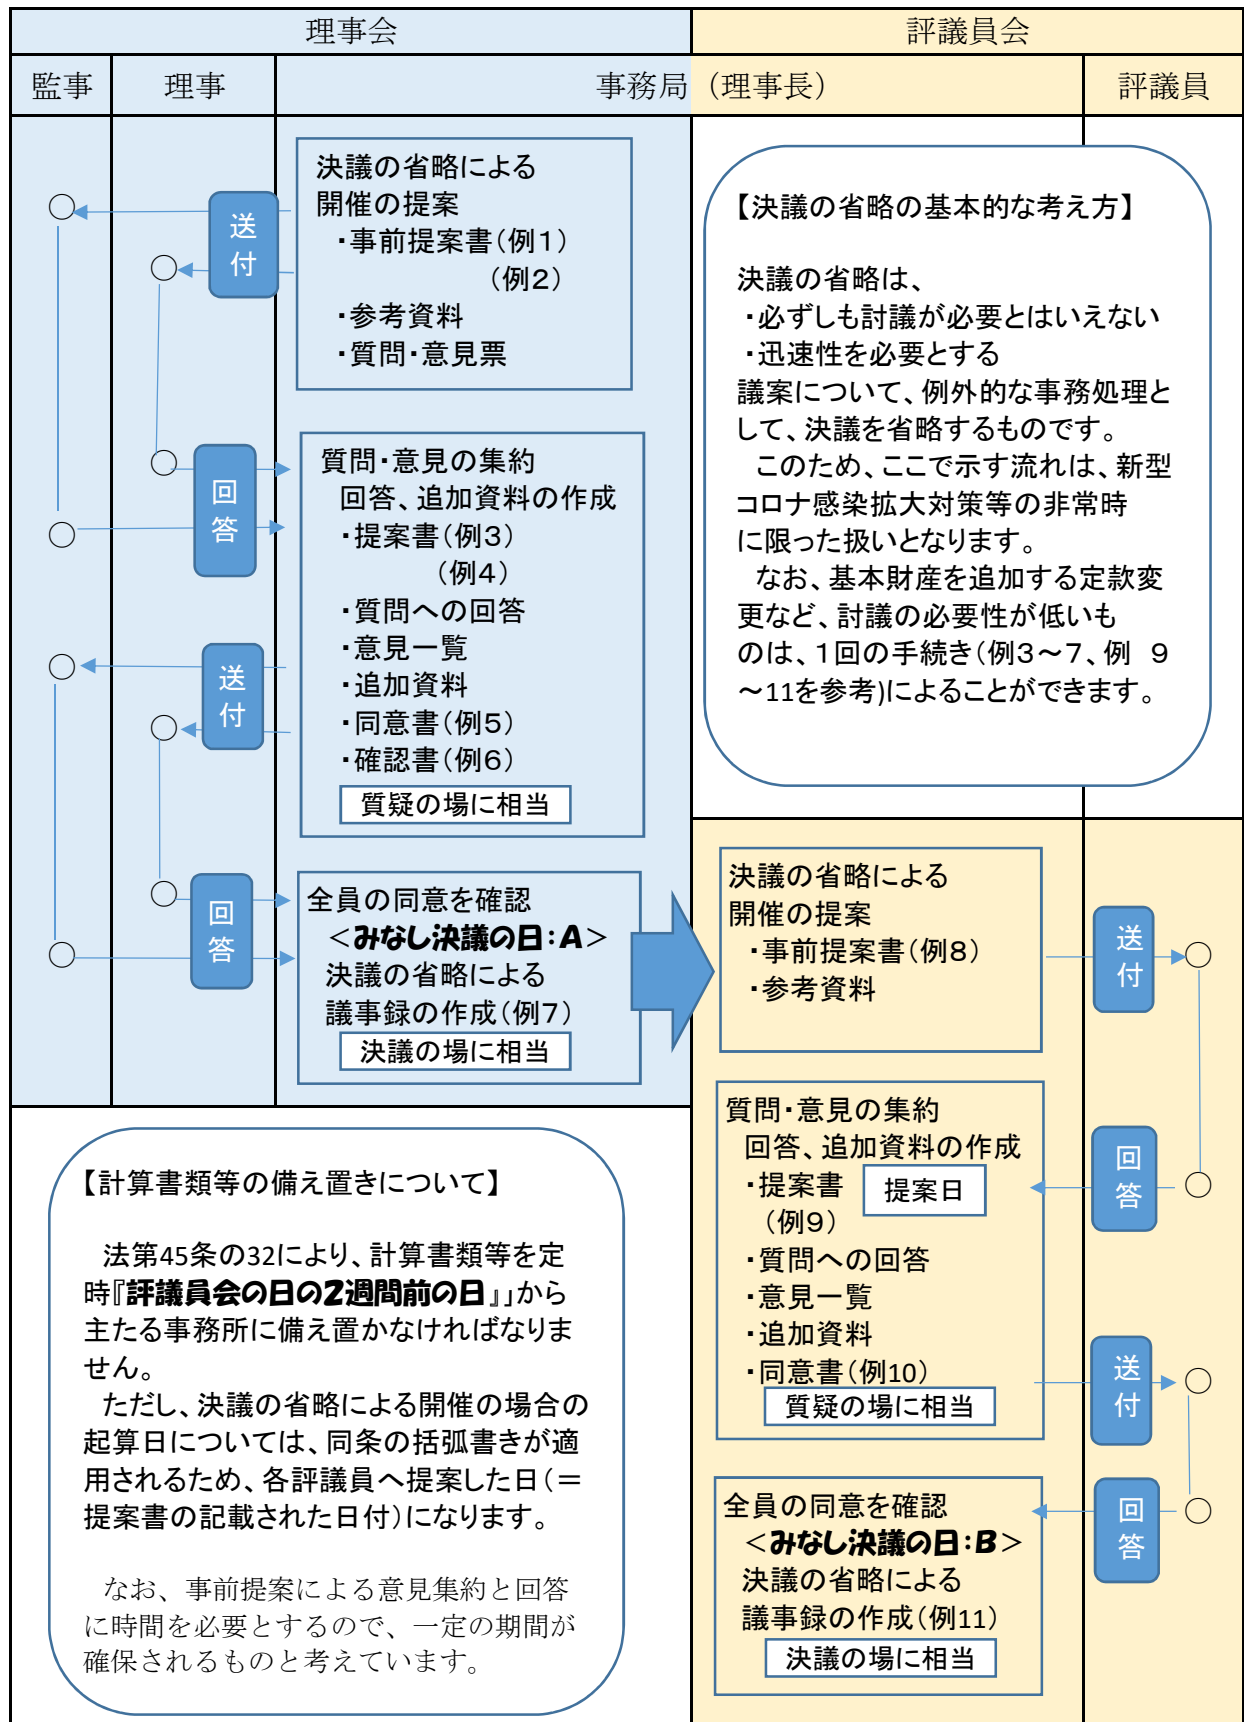 理事会
評議員会
監事
理事
事務局（理事長）
評議員
決議の省略による
開催の提案
・事前提案書（例１）
（例２）
・参考資料
・質問・意見票
送
付
質問・意見の集約
回答、追加資料の作成
・提案書（例３）
（例４）
・質問への回答
・意見一覧
・追加資料
・同意書（例５）
・確認書（例６）
質疑の場に相当
回
答
送
付
全員の同意を確認
＜みなし決議の日：A＞
決議の省略による
議事録の作成（例７）
決議の場に相当
回
答
【決議の省略の基本的な考え方】
決議の省略は、
・必ずしも討議が必要とはいえない
・迅速性を必要とする
議案について、例外的な事務処理と
して、決議を省略するものです。
このため、ここで示す流れは、新型
コロナ感染拡大対策等の非常時
に限った扱いとなります。
なお、基本財産を追加する定款変
更など、討議の必要性が低いも
のは、１回の手続き（例３～７、例　９
～11を参考)によることができます。
決議の省略による
開催の提案
・事前提案書（例８）
・参考資料
送
付
質問・意見の集約
回答、追加資料の作成
・提案書
提案日
（例９）
・質問への回答
・意見一覧
・追加資料
・同意書（例10）
質疑の場に相当
回
答
送
付
全員の同意を確認
＜みなし決議の日：B＞
決議の省略による
議事録の作成（例11）
決議の場に相当
回
答
【計算書類等の備え置きについて】
法第45条の32により、計算書類等を定
時『評議員会の日の2週間前の日』」から
主たる事務所に備え置かなければなりま
せん。
ただし、決議の省略による開催の場合の
起算日については、同条の括弧書きが適
用されるため、各評議員へ提案した日（＝
提案書の記載された日付）になります。
なお、事前提案による意見集約と回答
に時間を必要とするので、一定の期間が
確保されるものと考えています。